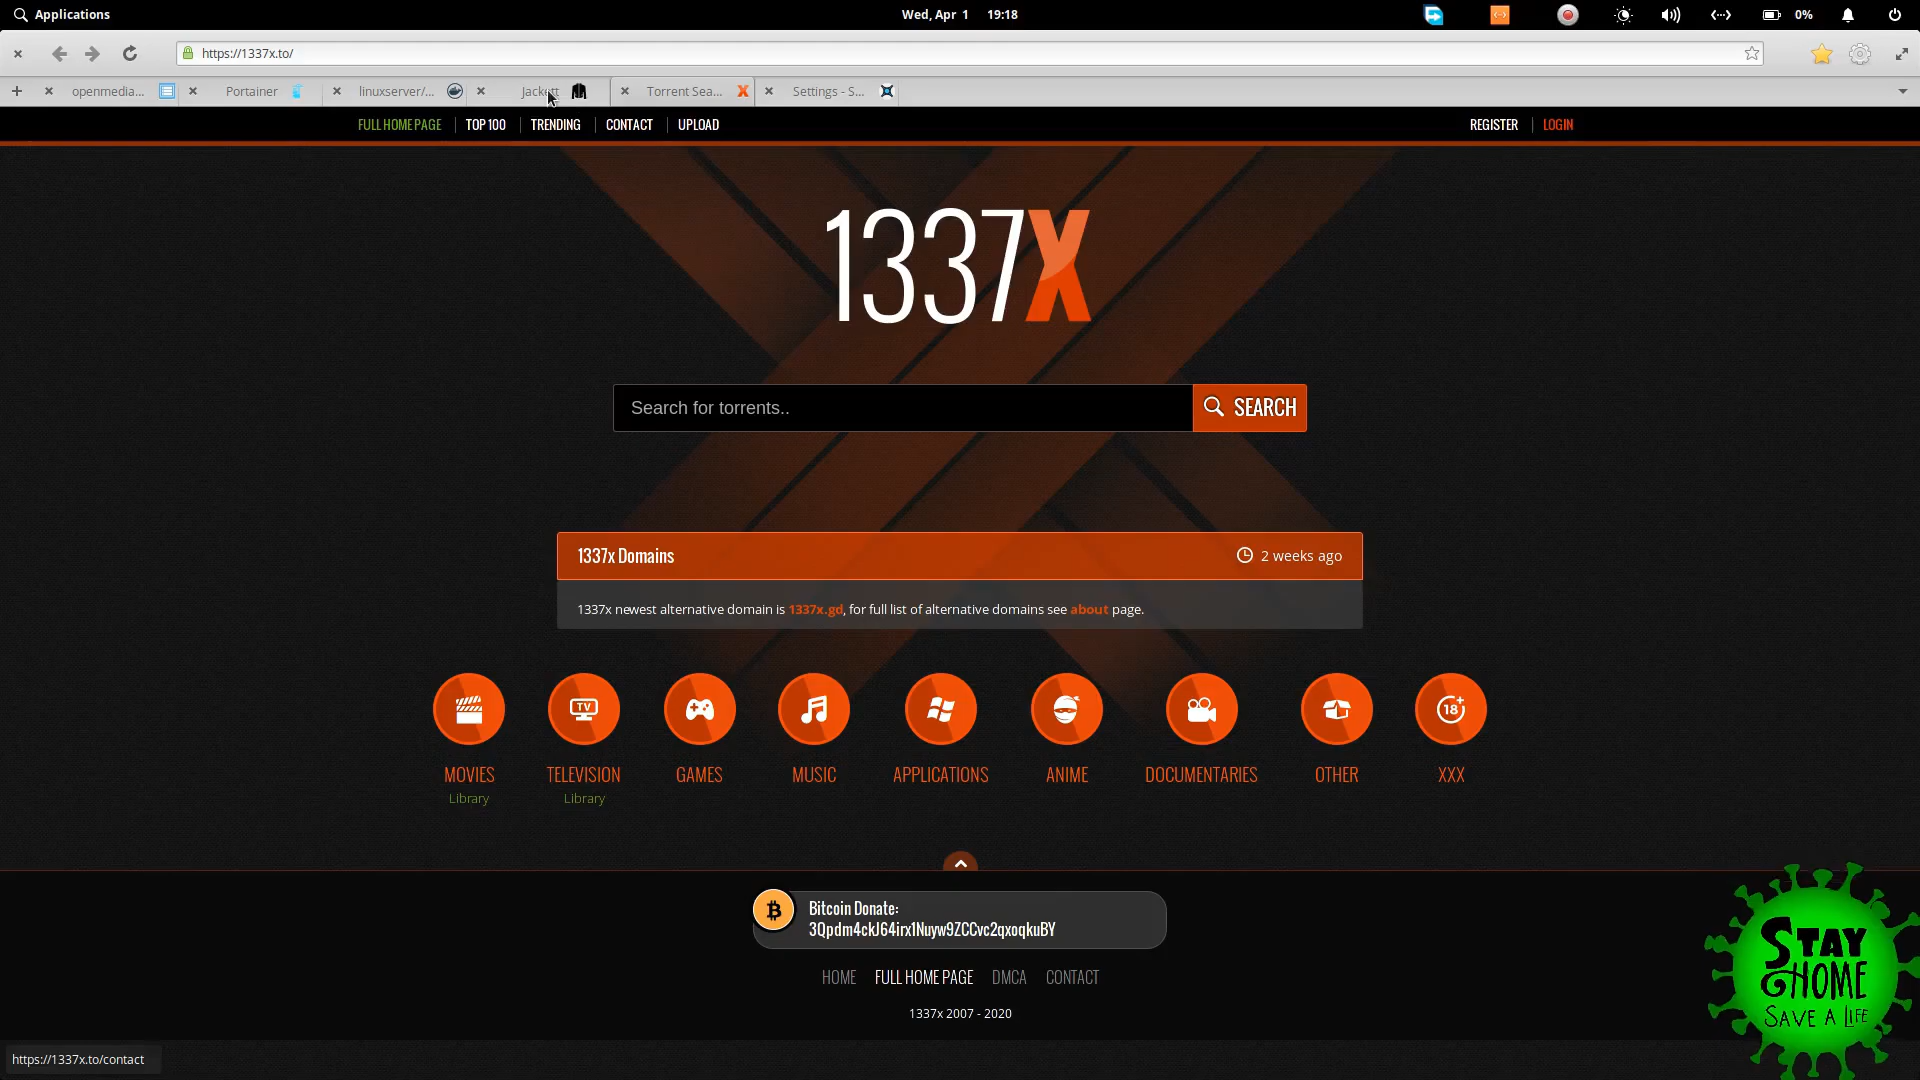 Applications
Wed, Apr 1 19:18
0%
https://1337x.to/
openmedia...
Portainer
linuxserver/...
Jackett
Torrent Sea...
Settings - S...
FULL HOME PAGE
TOP 100
TRENDING
CONTACT
UPLOAD
REGISTER
LOGIN
1337X
Search for torrents..
SEARCH
1337x Domains
2 weeks ago
1337x newest alternative domain is 1337x.gd, for full list of alternative domains see about page.
TV
18+
MOVIES
TELEVISION
GAMES
MUSIC
APPLICATIONS
ANIME
DOCUMENTARIES
OTHER
XXX
Library
Library
Bitcoin Donate:
3Qpdm4ckJ64irx1Nuyw9ZCCvc2qxoqkuBY
HOME
FULL HOME PAGE
DMCA
CONTACT
1337x 2007 - 2020
STAY
@HOME
SAVE A LIFE
https://1337x.to/contact